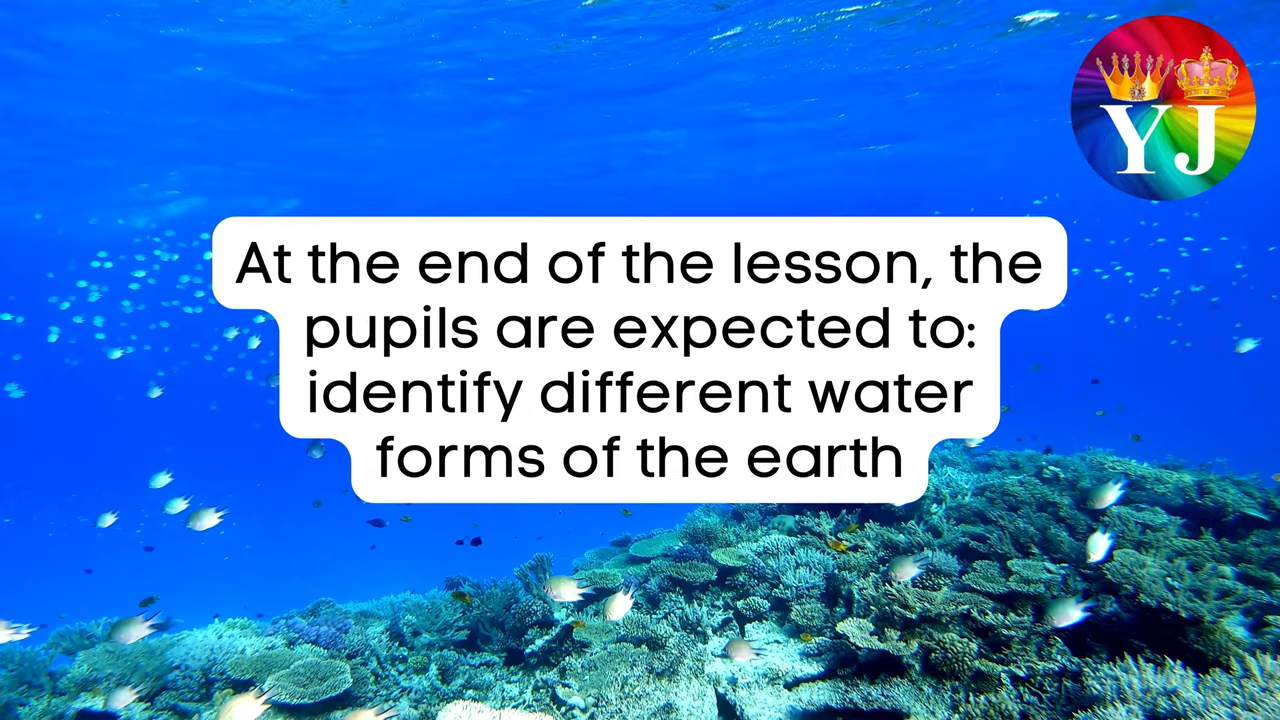 YJ
At the end of the lesson, the
pupils are expected to:
identify different water
forms of the earth